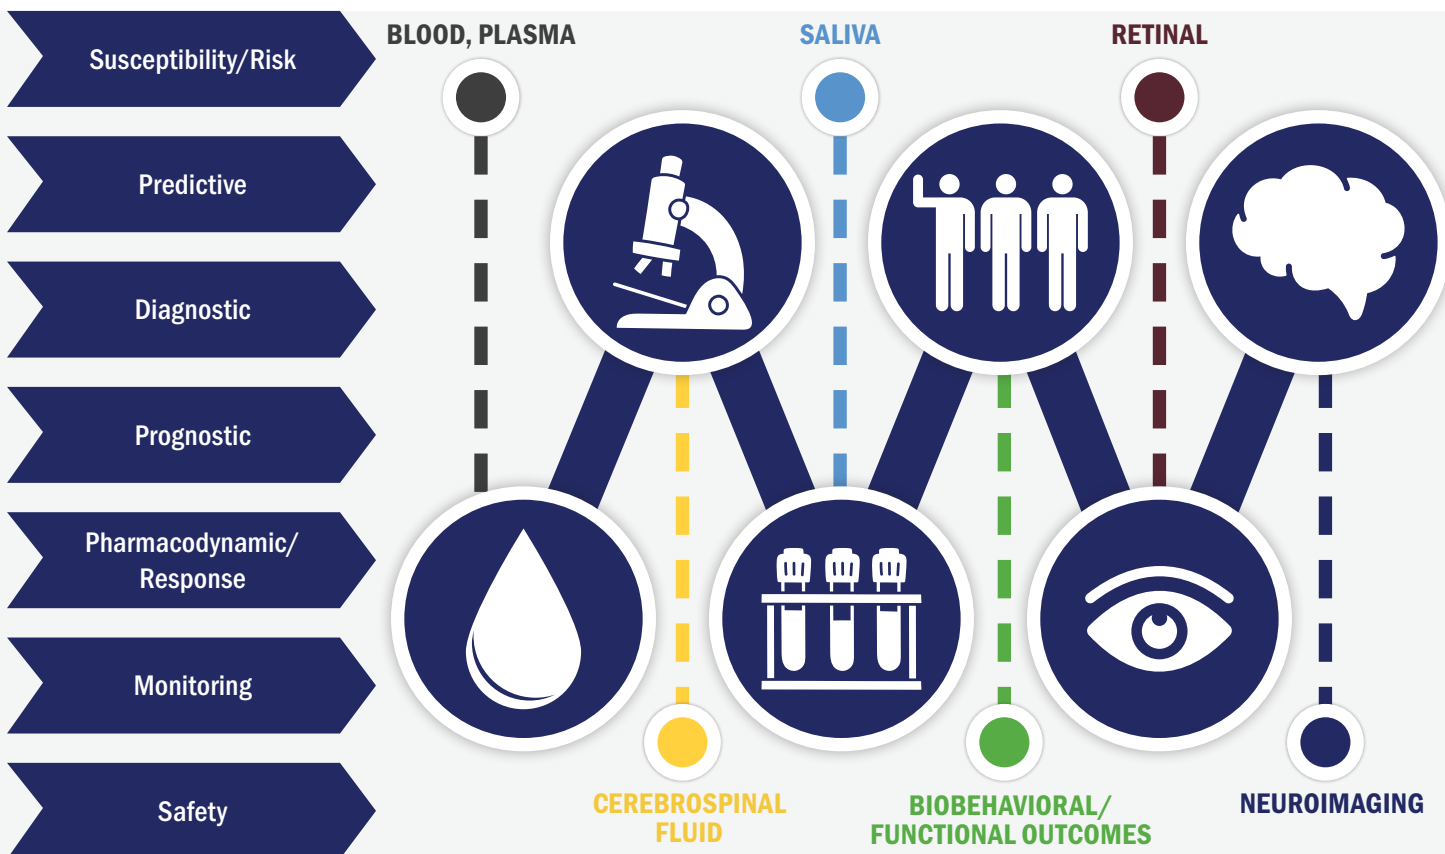 Susceptibility/Risk
Predictive
Diagnostic
Prognostic
Pharmacodynamic/
Response
Monitoring
Safety
BLOOD, PLASMA
SALIVA
RETINAL
CEREBROSPINAL
FLUID
BIOBEHAVIORAL/
FUNCTIONAL OUTCOMES
NEUROIMAGING